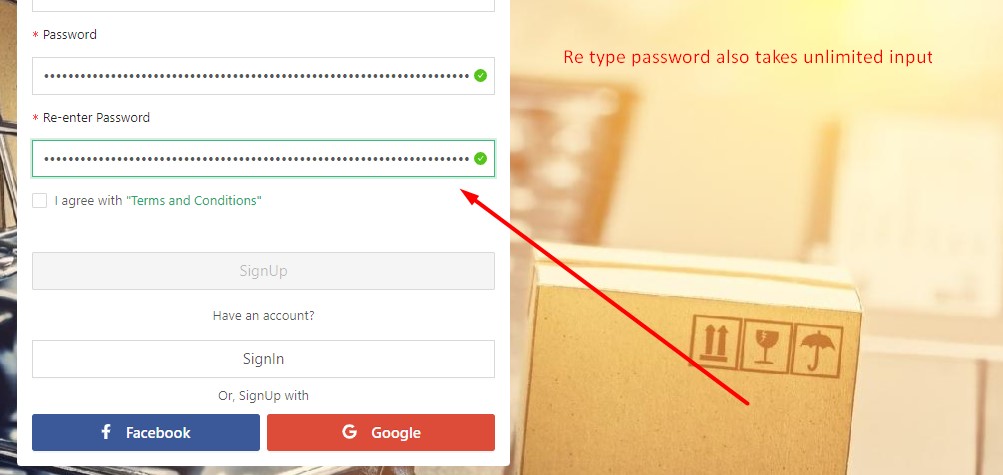 * Password
Re type password also takes unlimited input
••••••••••••••••••••••••••••••••••••••••••••••••••••••••••••••••••••••
* Re-enter Password
••••••••••••••••••••••••••••••••••••••••••••••••••••••••••••••••••••••
I agree with "Terms and Conditions"
SignUp
Have an account?
SignIn
Or, SignUp with
Facebook
Google